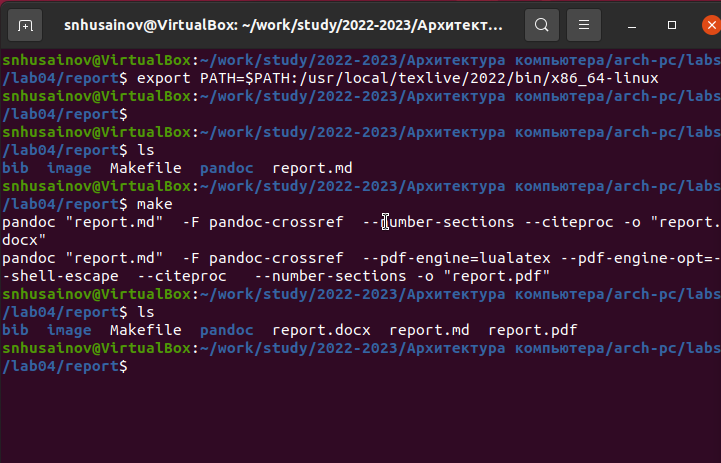 snhusainov@VirtualBox: ~/work/study/2022-2023/Архитект...
snhusainov@VirtualBox:~/work/study/2022-2023/Архитектура компьютера/arch-pc/labs
/lab04/report$ export PATH=$PATH:/usr/local/texlive/2022/bin/x86_64-linux
snhusainov@VirtualBox:~/work/study/2022-2023/Архитектура компьютера/arch-pc/labs
/lab04/report$
snhusainov@VirtualBox:~/work/study/2022-2023/Архитектура компьютера/arch-pc/labs
/lab04/report$ ls
bib  image  Makefile  pandoc  report.md
snhusainov@VirtualBox:~/work/study/2022-2023/Архитектура компьютера/arch-pc/labs
/lab04/report$ make
pandoc "report.md"  -F pandoc-crossref  --number-sections --citeproc -o "report.
docx"
pandoc "report.md"  -F pandoc-crossref  --pdf-engine=lualatex --pdf-engine-opt=-
-shell-escape  --citeproc   --number-sections -o "report.pdf"
snhusainov@VirtualBox:~/work/study/2022-2023/Архитектура компьютера/arch-pc/labs
/lab04/report$ ls
bib  image  Makefile  pandoc  report.docx  report.md  report.pdf
snhusainov@VirtualBox:~/work/study/2022-2023/Архитектура компьютера/arch-pc/labs
/lab04/report$